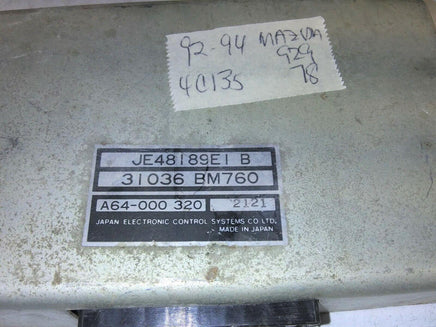 92-94 MAZDA
929
4C135 78
JE48189E1 B
31036 BM760
A64-000 320 2121
JAPAN ELECTRONIC CONTROL SYSTEMS CO LTD.
MADE IN JAPAN